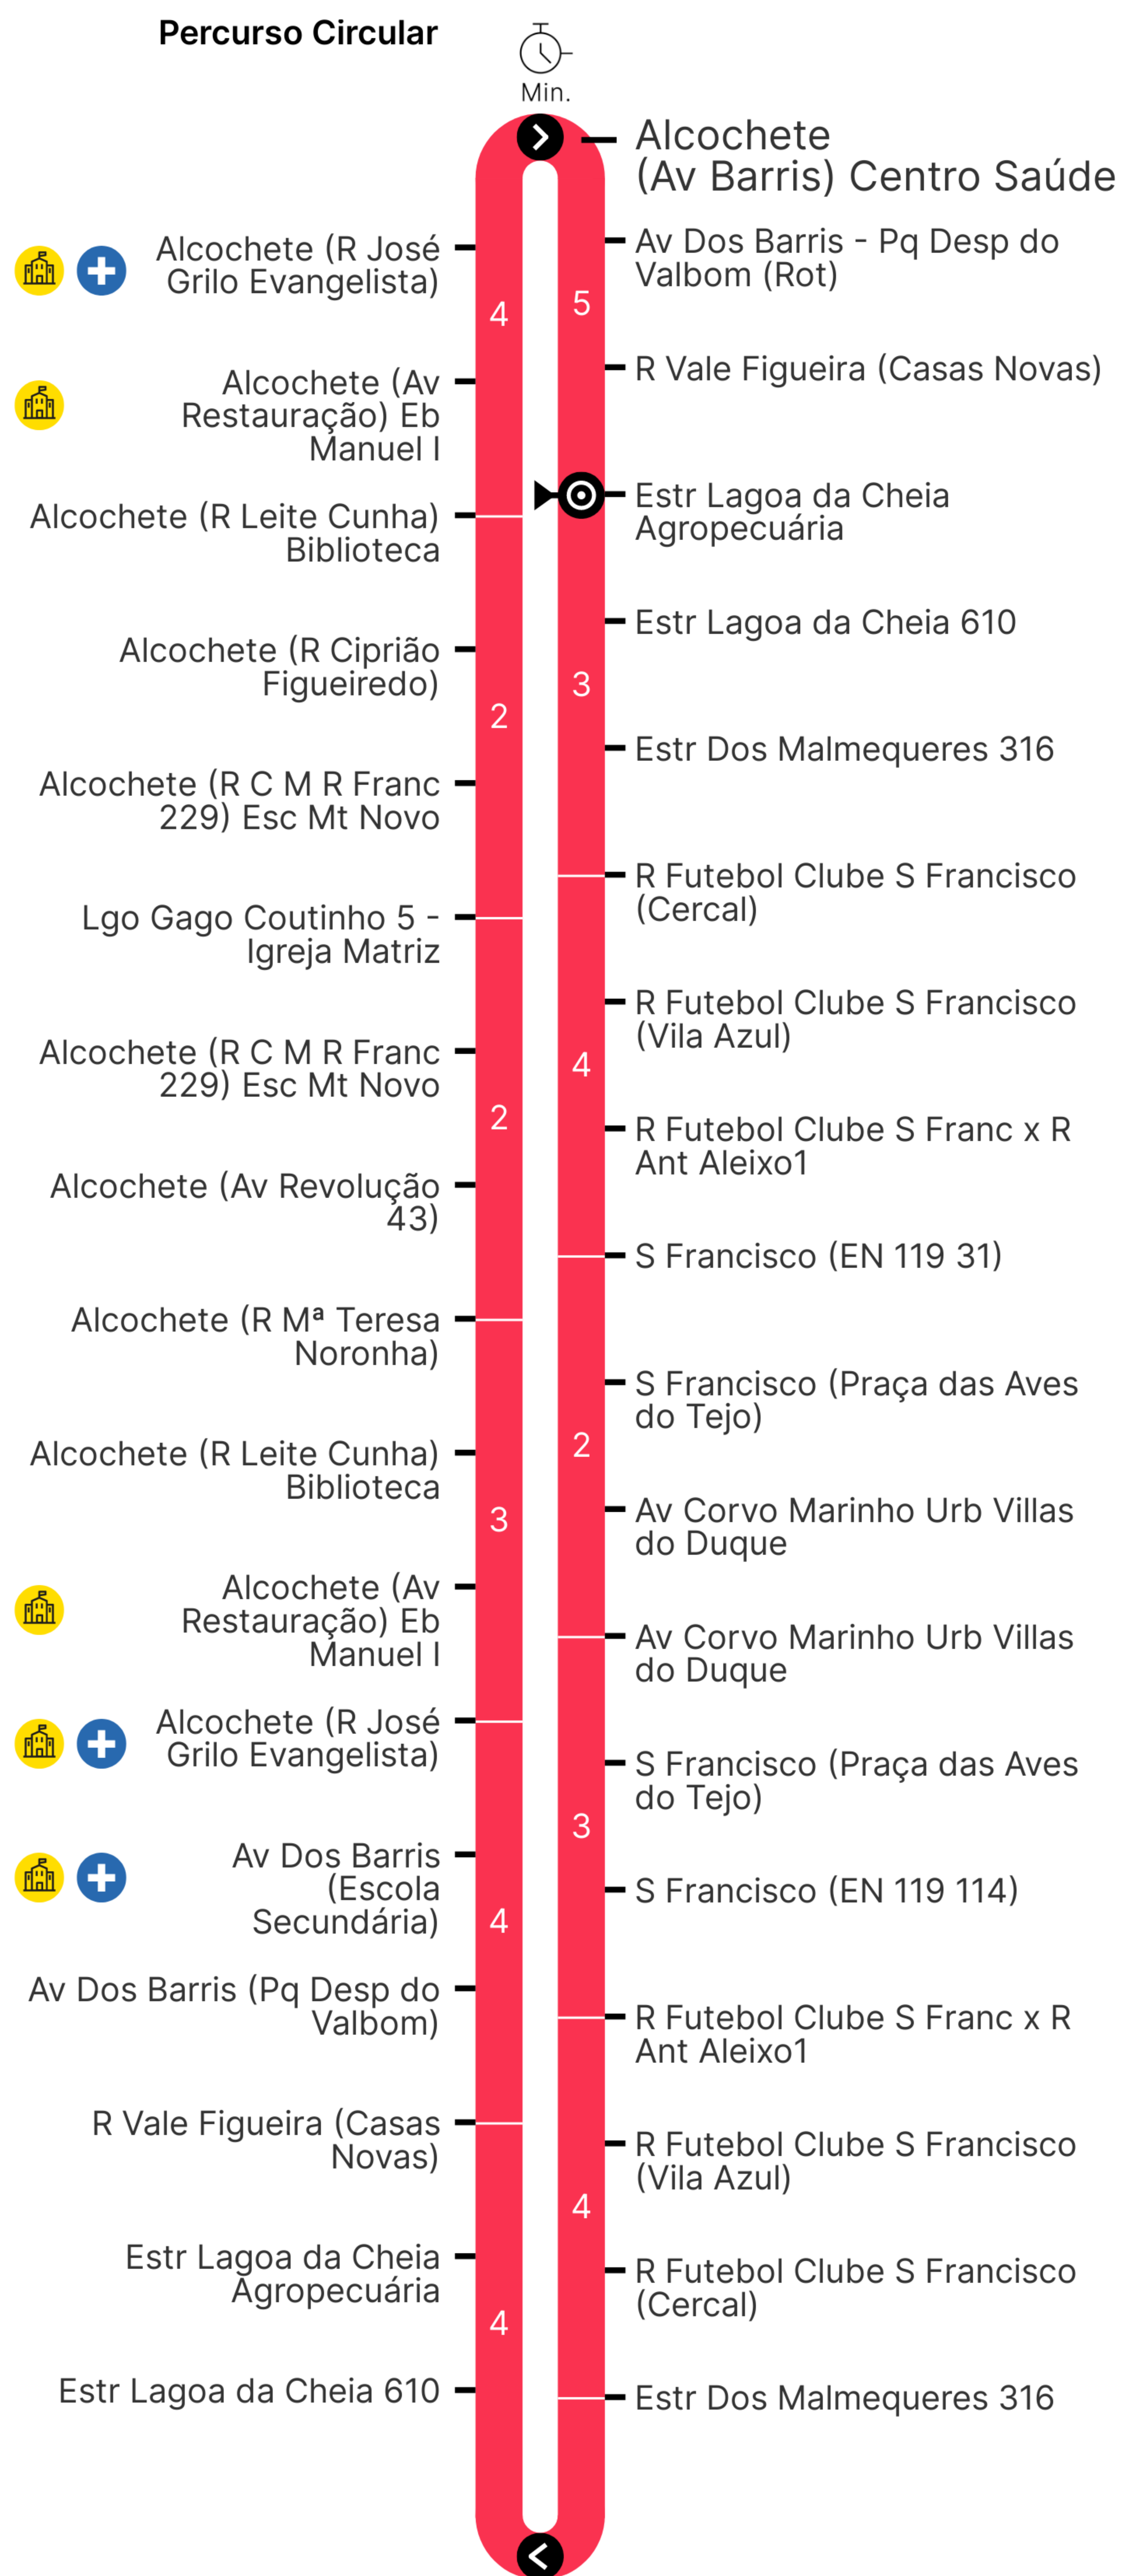 Percurso Circular
Min.
Alcochete
(Av Barris) Centro Saúde
Av Dos Barris - Pq Desp do
Valbom (Rot)
5
R Vale Figueira (Casas Novas)
Estr Lagoa da Cheia
Agropecuária
Estr Lagoa da Cheia 610
3
Estr Dos Malmequeres 316
R Futebol Clube S Francisco
(Cercal)
R Futebol Clube S Francisco
(Vila Azul)
4
R Futebol Clube S Franc x R
Ant Aleixo1
S Francisco (EN 119 31)
S Francisco (Praça das Aves
do Tejo)
2
Av Corvo Marinho Urb Villas
do Duque
Av Corvo Marinho Urb Villas
do Duque
S Francisco (Praça das Aves
do Tejo)
3
S Francisco (EN 119 114)
R Futebol Clube S Franc x R
Ant Aleixo1
R Futebol Clube S Francisco
(Vila Azul)
4
R Futebol Clube S Francisco
(Cercal)
Estr Dos Malmequeres 316
Alcochete (R José
Grilo Evangelista)
4
Alcochete (Av
Restauração) Eb
Manuel I
Alcochete (R Leite Cunha)
Biblioteca
Alcochete (R Ciprião
Figueiredo)
2
Alcochete (R C M R Franc
229) Esc Mt Novo
Lgo Gago Coutinho 5 -
Igreja Matriz
Alcochete (R C M R Franc
229) Esc Mt Novo
2
Alcochete (Av Revolução
43)
Alcochete (R Mª Teresa
Noronha)
Alcochete (R Leite Cunha)
Biblioteca
3
Alcochete (Av
Restauração) Eb
Manuel I
Alcochete (R José
Grilo Evangelista)
Av Dos Barris
(Escola
Secundária)
4
Av Dos Barris (Pq Desp do
Valbom)
R Vale Figueira (Casas
Novas)
Estr Lagoa da Cheia
Agropecuária
4
Estr Lagoa da Cheia 610